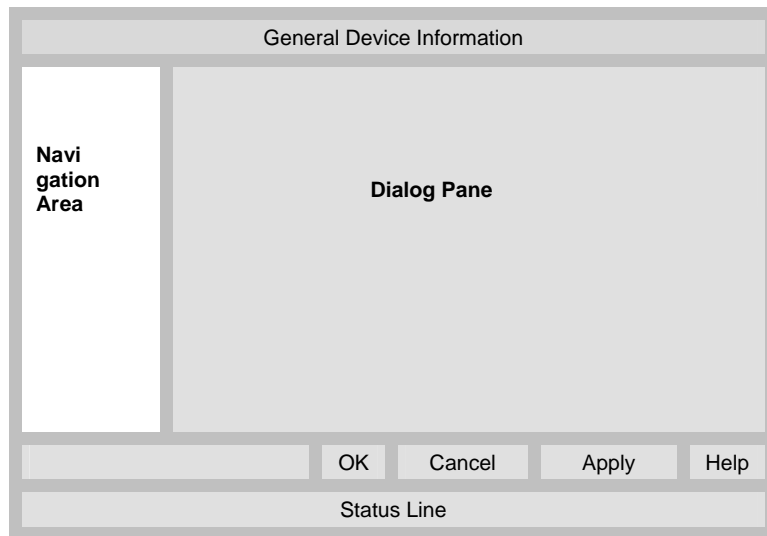 General Device Information
Navi
gation
Area
Dialog Pane
OK Cancel Apply Help
Status Line